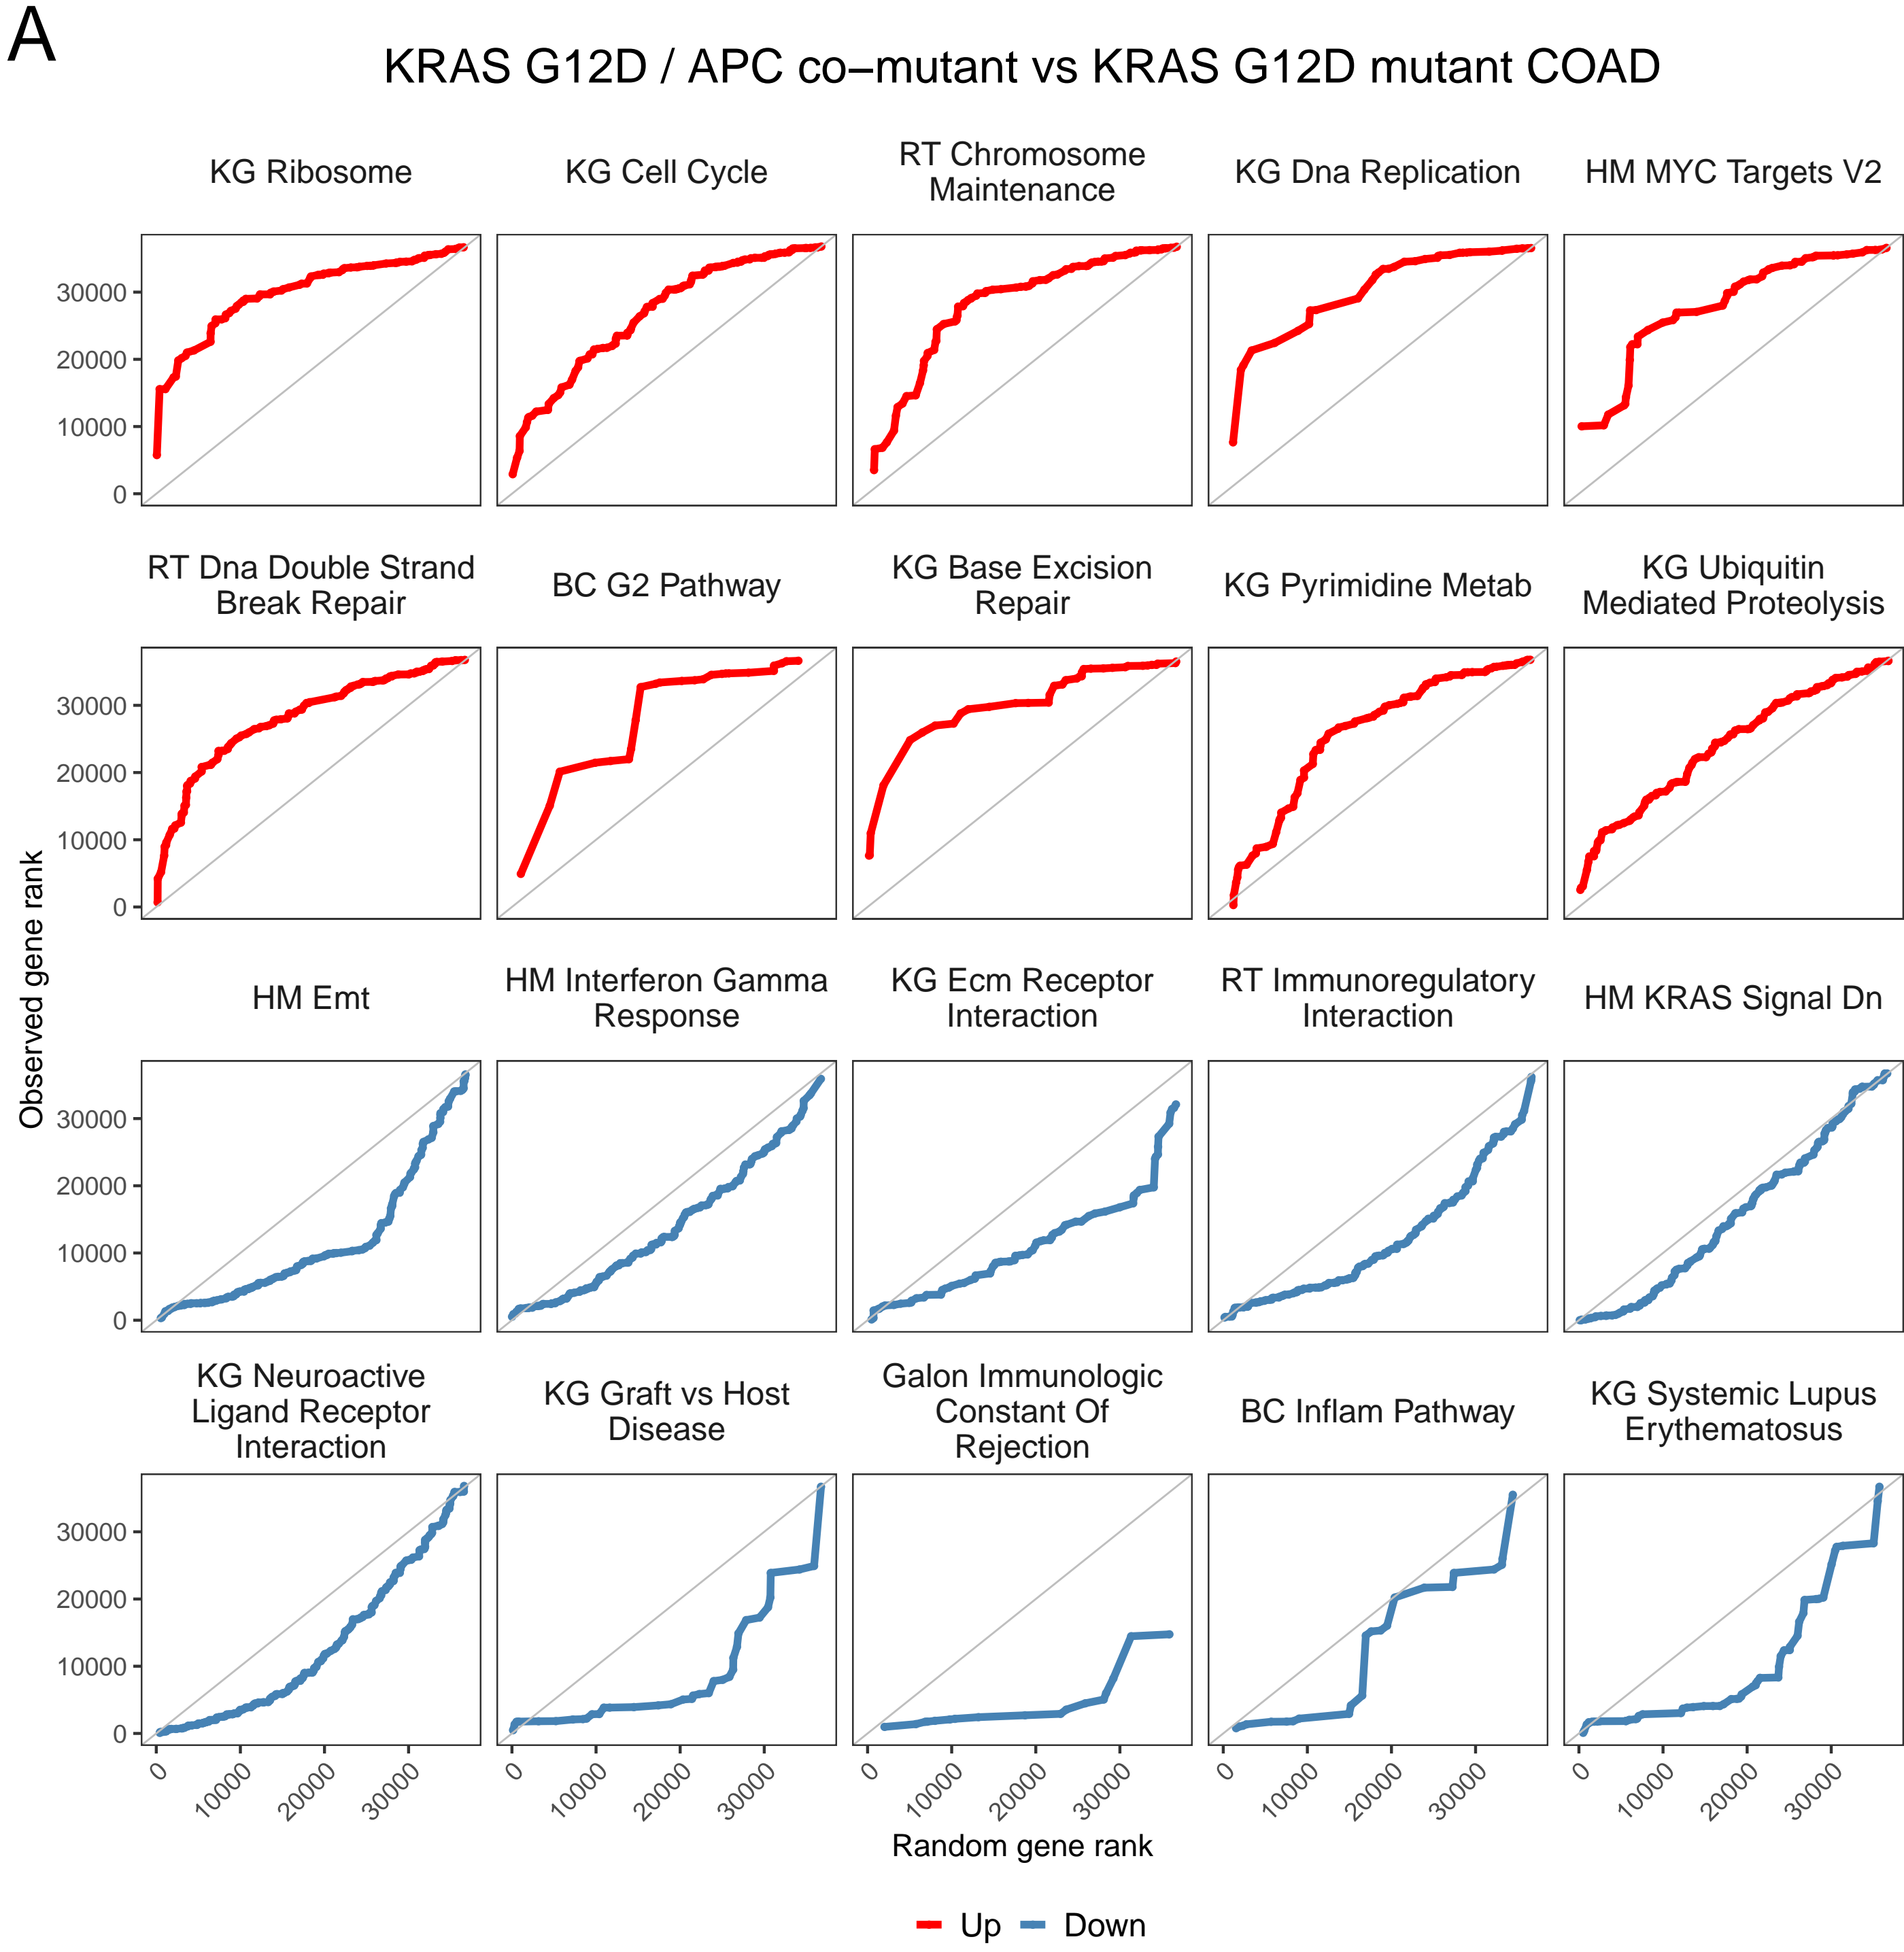 A
KRAS G12D / APC co–mutant vs KRAS G12D mutant COAD
KG Ribosome
KG Cell Cycle
RT Chromosome
Maintenance
KG Dna Replication
HM MYC Targets V2
30000
20000
10000
0
RT Dna Double Strand
Break Repair
BC G2 Pathway
KG Base Excision
Repair
KG Pyrimidine Metab
KG Ubiquitin
Mediated Proteolysis
30000
20000
10000
0
Observed gene rank
HM Emt
HM Interferon Gamma
Response
KG Ecm Receptor
Interaction
RT Immunoregulatory
Interaction
HM KRAS Signal Dn
30000
20000
10000
0
KG Neuroactive
Ligand Receptor
Interaction
KG Graft vs Host
Disease
Galon Immunologic
Constant Of
Rejection
BC Inflam Pathway
KG Systemic Lupus
Erythematosus
30000
20000
10000
0
0 10000 20000 30000
0 10000 20000 30000
0 10000 20000 30000
0 10000 20000 30000
0 10000 20000 30000
Random gene rank
Up Down